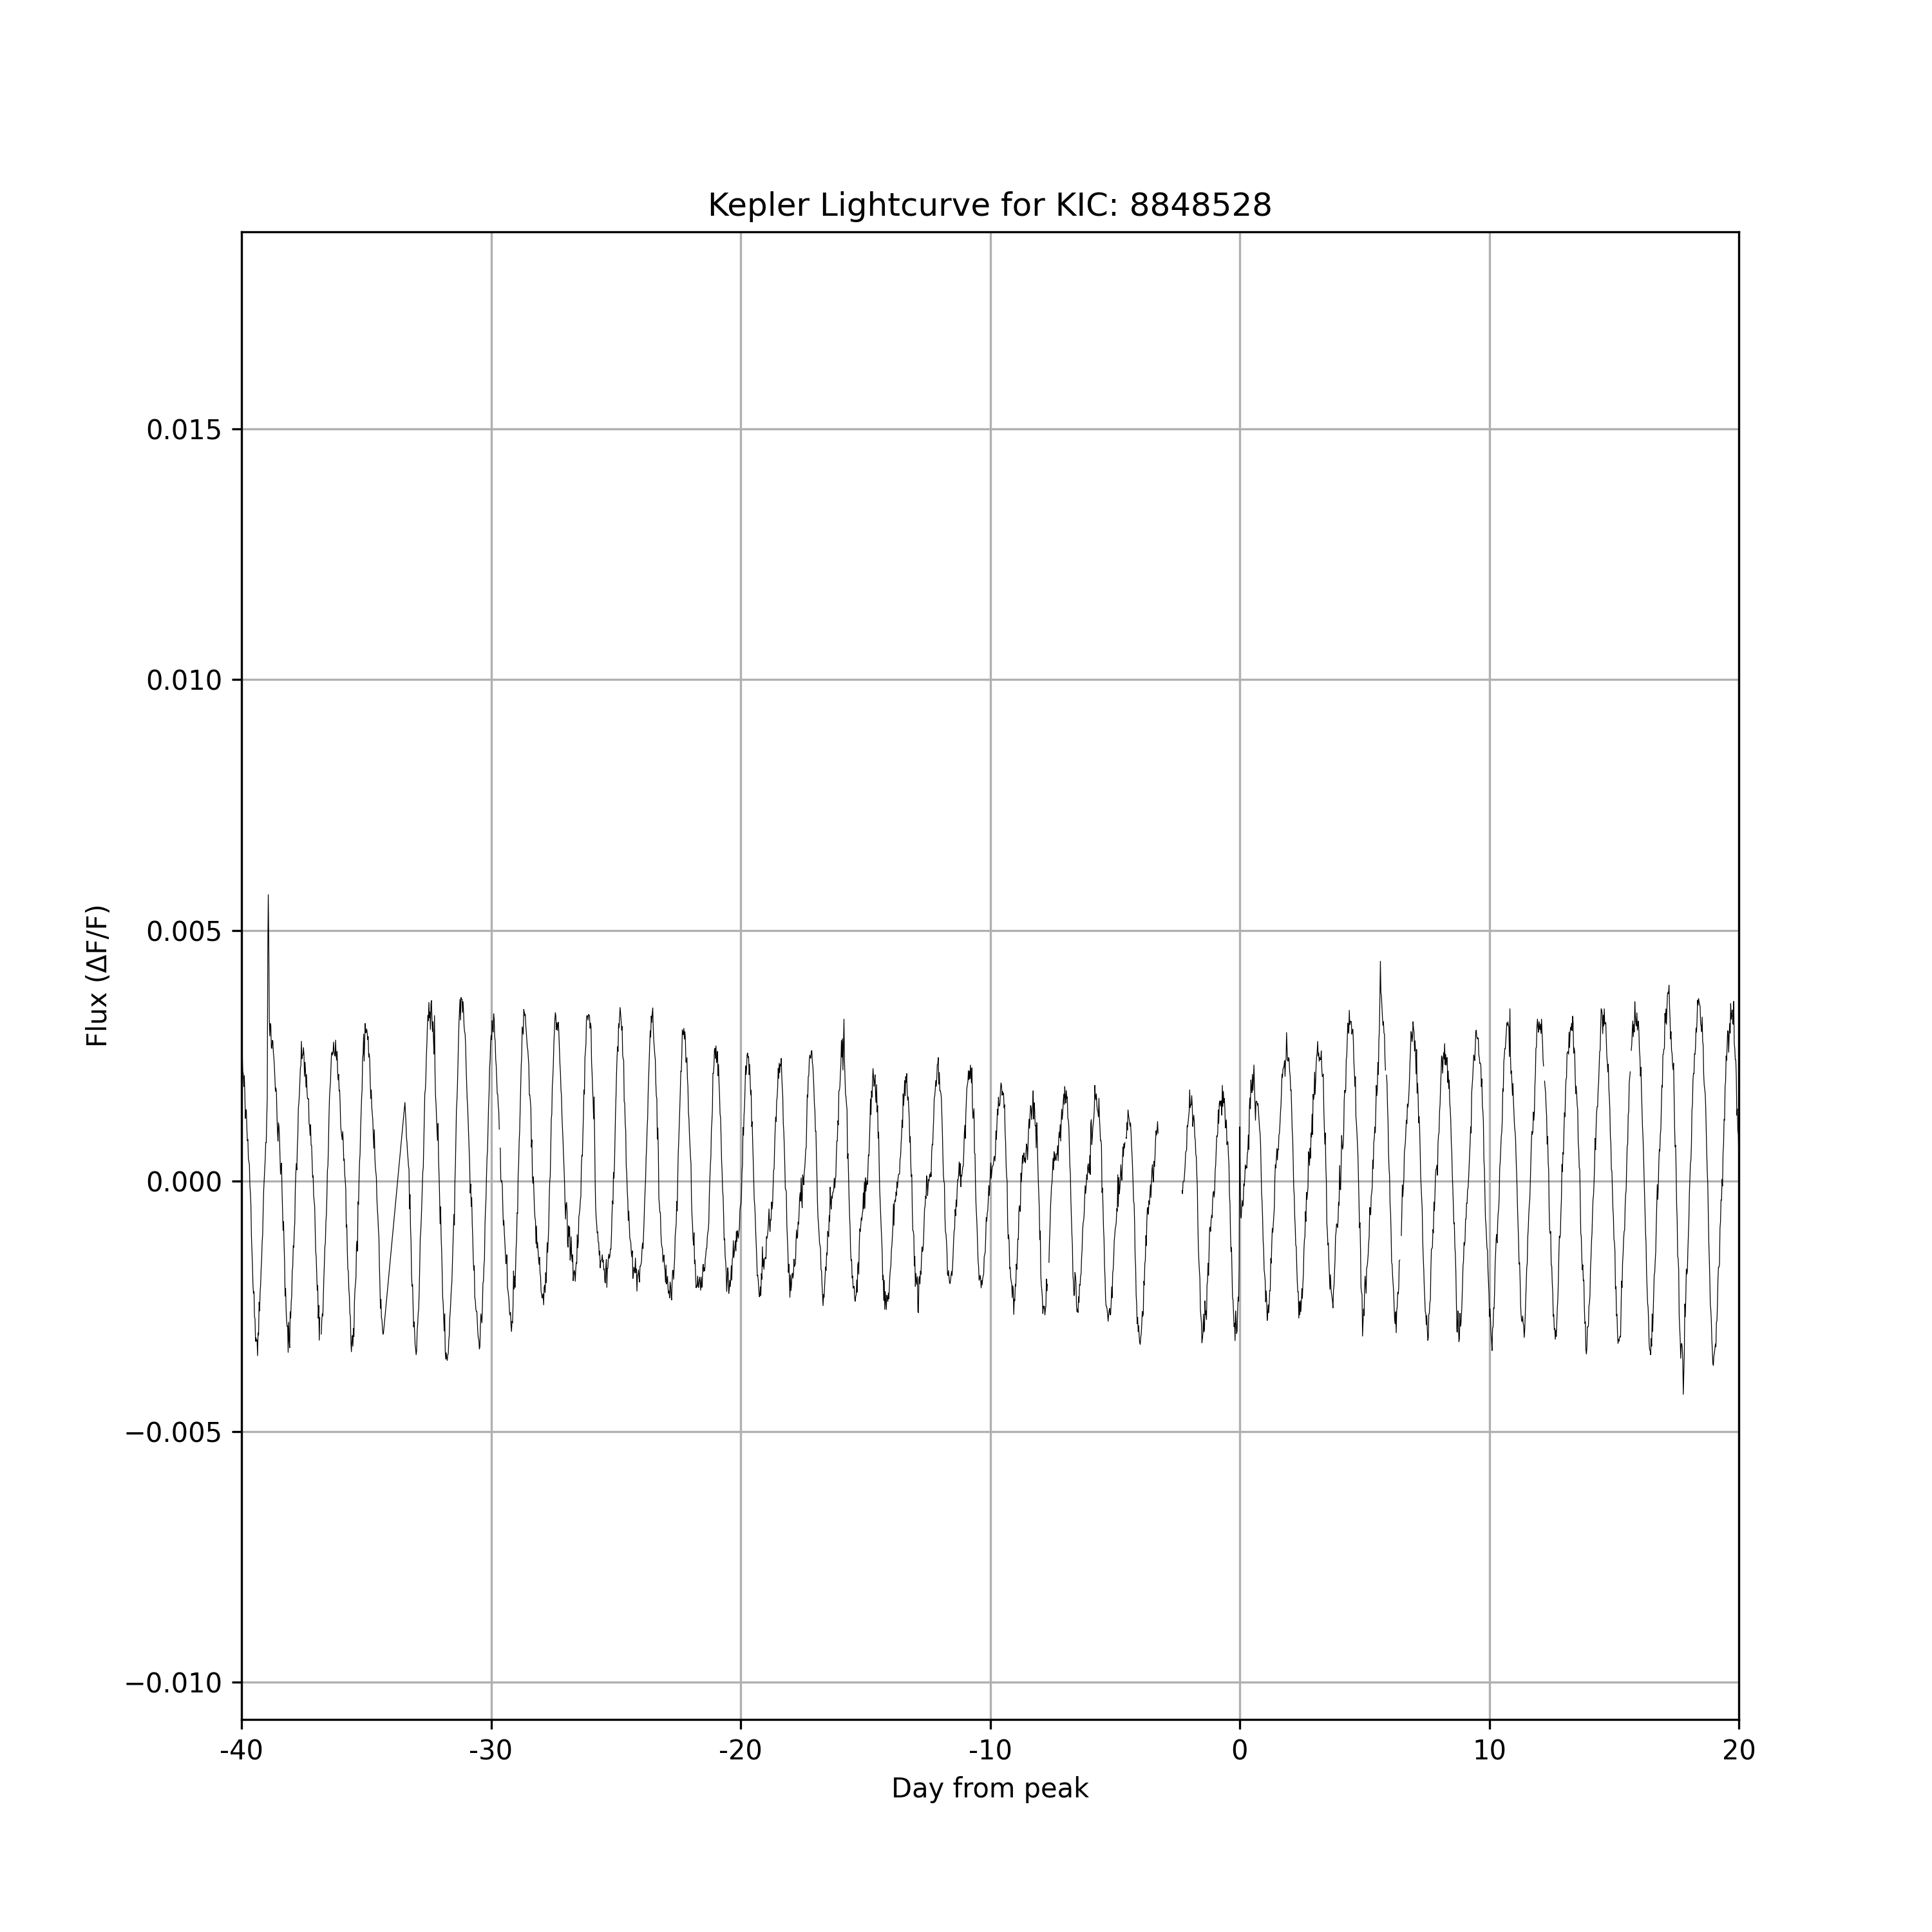 Kepler Lightcurve for KIC: 8848528
Flux (ΔF/F)
0.015
0.010
0.005
0.000
−0.005
−0.010
-40 -30 -20 -10 0 10 20
Day from peak